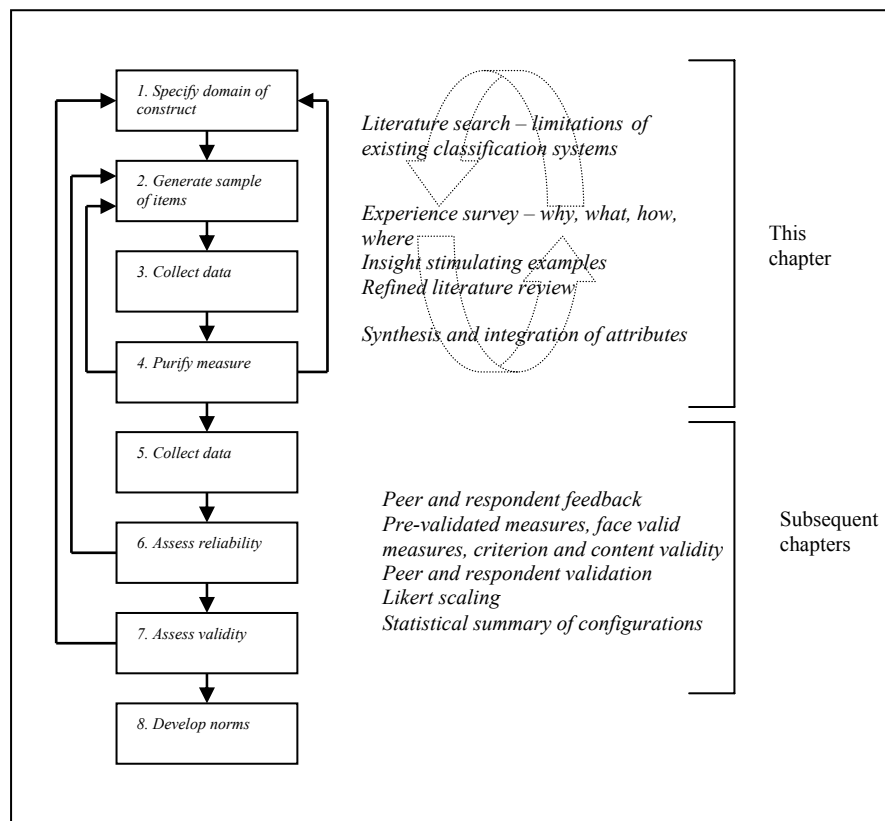 1. Specify domain of
construct
2. Generate sample
of items
3. Collect data
4. Purify measure
5. Collect data
6. Assess reliability
7. Assess validity
8. Develop norms
Literature search – limitations of
existing classification systems
Experience survey – why, what, how,
where
Insight stimulating examples
Refined literature review
Synthesis and integration of attributes
This
chapter
Peer and respondent feedback
Pre-validated measures, face valid
measures, criterion and content validity
Peer and respondent validation
Likert scaling
Statistical summary of configurations
Subsequent
chapters